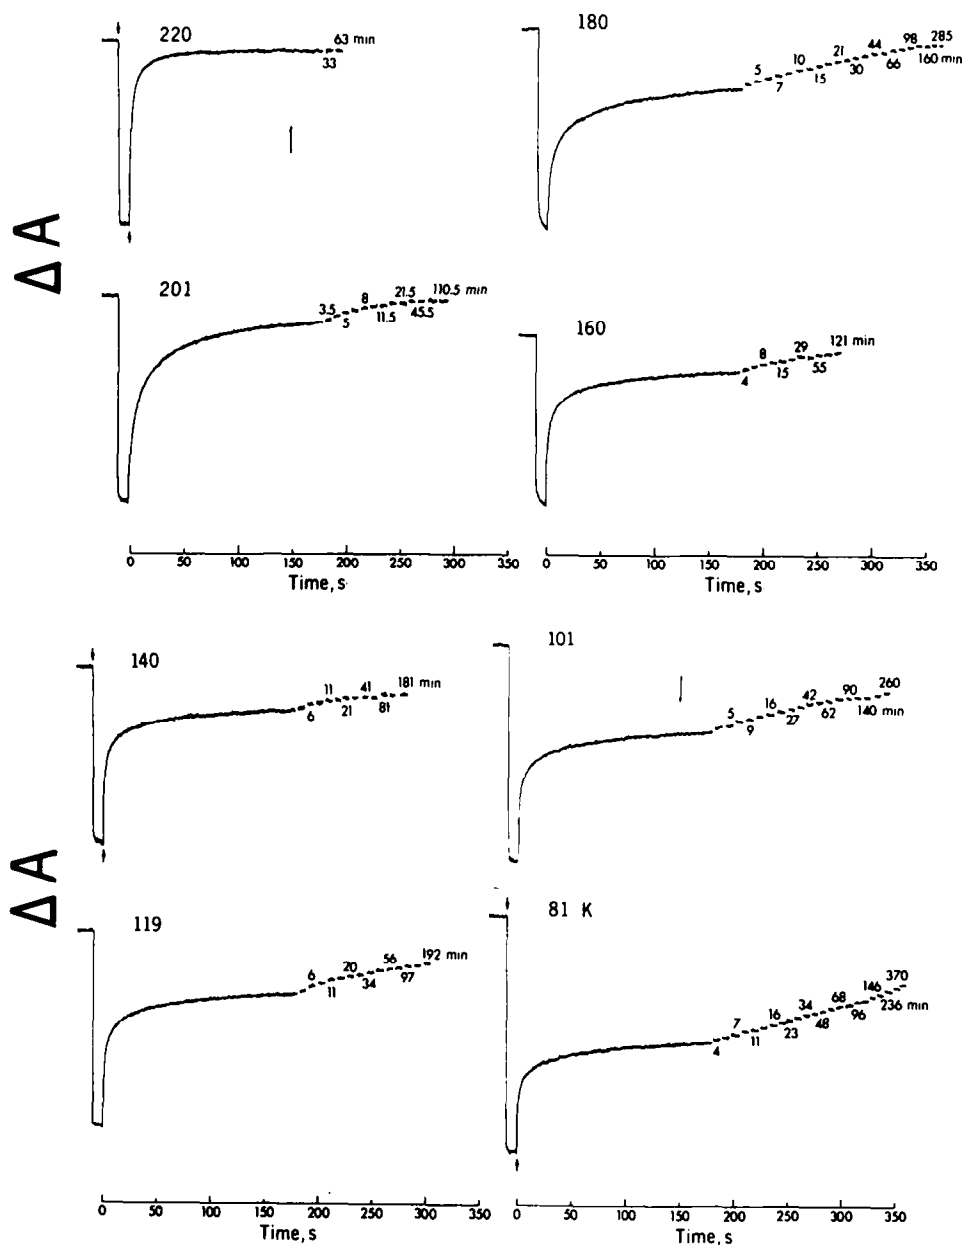 220
63 min
33
180
5 10 21 44 98 285
7 15 30 66 160 min
Δ A
201
3.5 8 21.5 110.5 min
5 11.5 45.5
160
8 29 121 min
4 15 55
0 50 100 150 200 250 300 350
Time, s
0 50 100 150 200 250 300 350
Time, s
140
11 41 181 min
6 21 81
101
5 16 42 90 260
9 27 62 140 min
Δ A
119
6 20 56 192 min
11 34 97
81 K
7 16 34 68 146 370
4 11 23 48 96 236 min
0 50 100 150 200 250 300 350
Time, s
0 50 100 150 200 250 300 350
Time, s